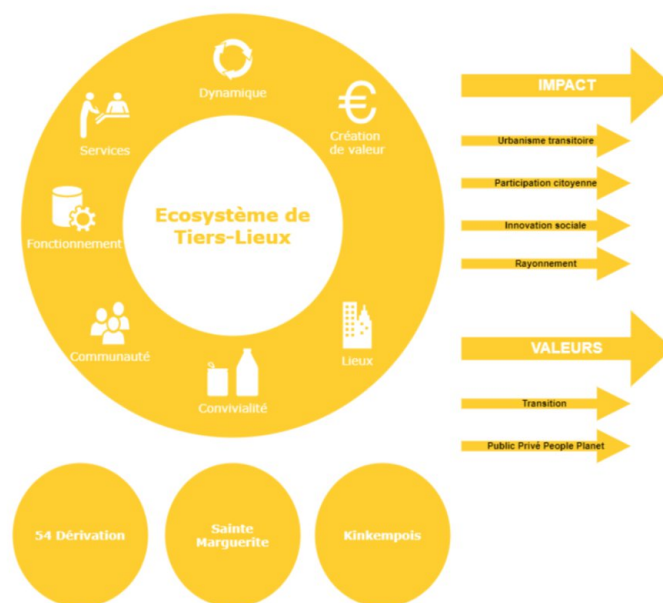 Dynamique
Création
de valeur
Services
Fonctionnement
Ecosystème de
Tiers-Lieux
Communauté
Convivialité
Lieux
IMPACT
Urbanisme transitoire
Participation citoyenne
Innovation sociale
Rayonnement
VALEURS
Transition
Public Privé People Planet
54 Dérivation
Sainte
Marguerite
Kinkempois